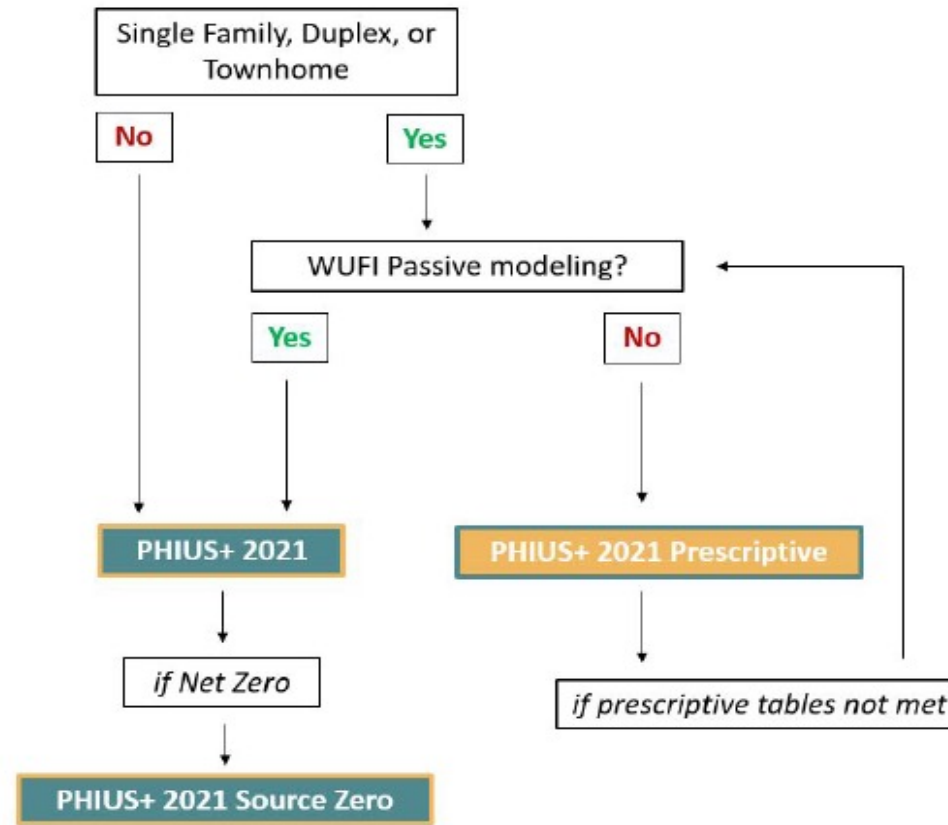 Single Family, Duplex, or
Townhome
No
Yes
WUFI Passive modeling?
Yes
No
PHIUS+ 2021
PHIUS+ 2021 Prescriptive
if Net Zero
if prescriptive tables not met
PHIUS+ 2021 Source Zero